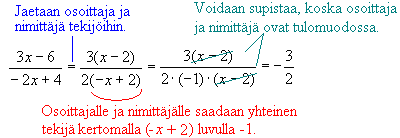 Jaetaan osoittaja ja
nimittäjä tekijöihin.
Voidaan supistaa, koska osoittaja
ja nimittäjä ovat tulomuodossa.
3x − 6 / −2x + 4 = 3(x − 2) / 2(−x + 2) = 3(x − 2) / 2 · (−1) · (x − 2) = − 3 / 2
Osoittajalle ja nimittäjälle saadaan yhteinen
tekijä kertomalla (-x + 2) luvulla -1.